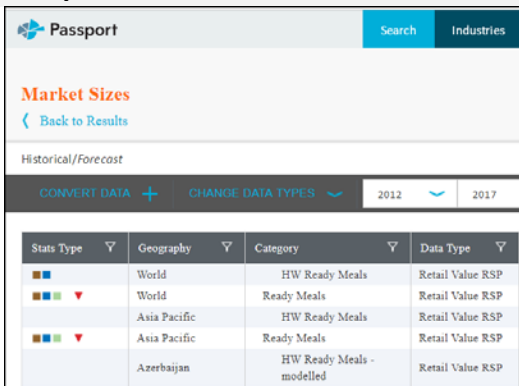 Passport
Search
Industries
Market Sizes
Back to Results
Historical/Forecast
CONVERT DATA
CHANGE DATA TYPES
2012
2017
Stats Type Geography Category Data Type
World HW Ready Meals Retail Value RSP
World Ready Meals Retail Value RSP
Asia Pacific HW Ready Meals Retail Value RSP
Asia Pacific Ready Meals Retail Value RSP
Azerbaijan HW Ready Meals - modelled Retail Value RSP